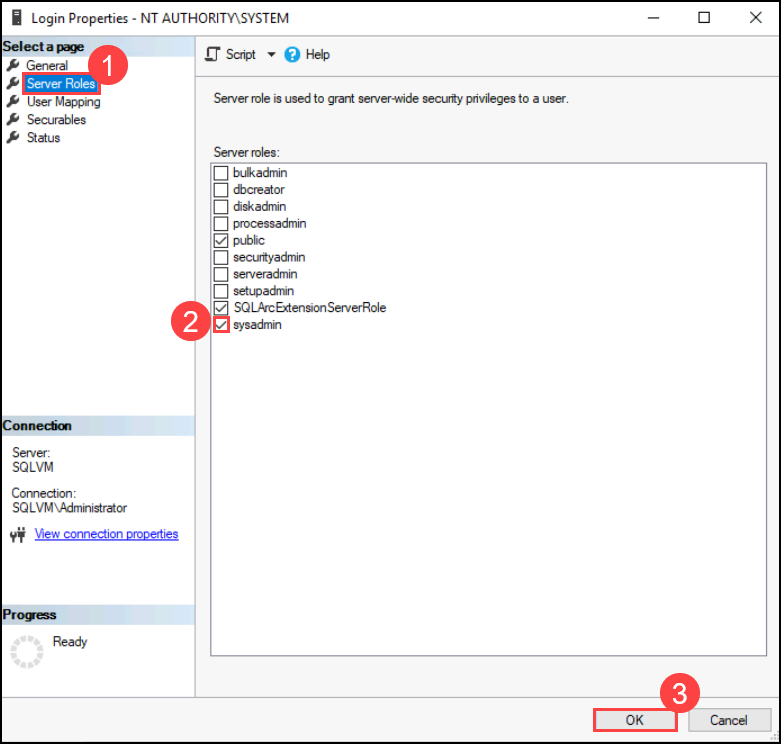 Login Properties - NT AUTHORITY\SYSTEM
Select a page
1
General
Server Roles
User Mapping
Securables
Status
Script
Help
Server role is used to grant server-wide security privileges to a user.
Server roles:
bulkadmin
dbcreator
diskadmin
processadmin
public
securityadmin
serveradmin
setupadmin
SQLArcExtensionServerRole
2
sysadmin
Connection
Server:
SQLVM
Connection:
SQLVM\Administrator
View connection properties
Progress
Ready
3
OK
Cancel